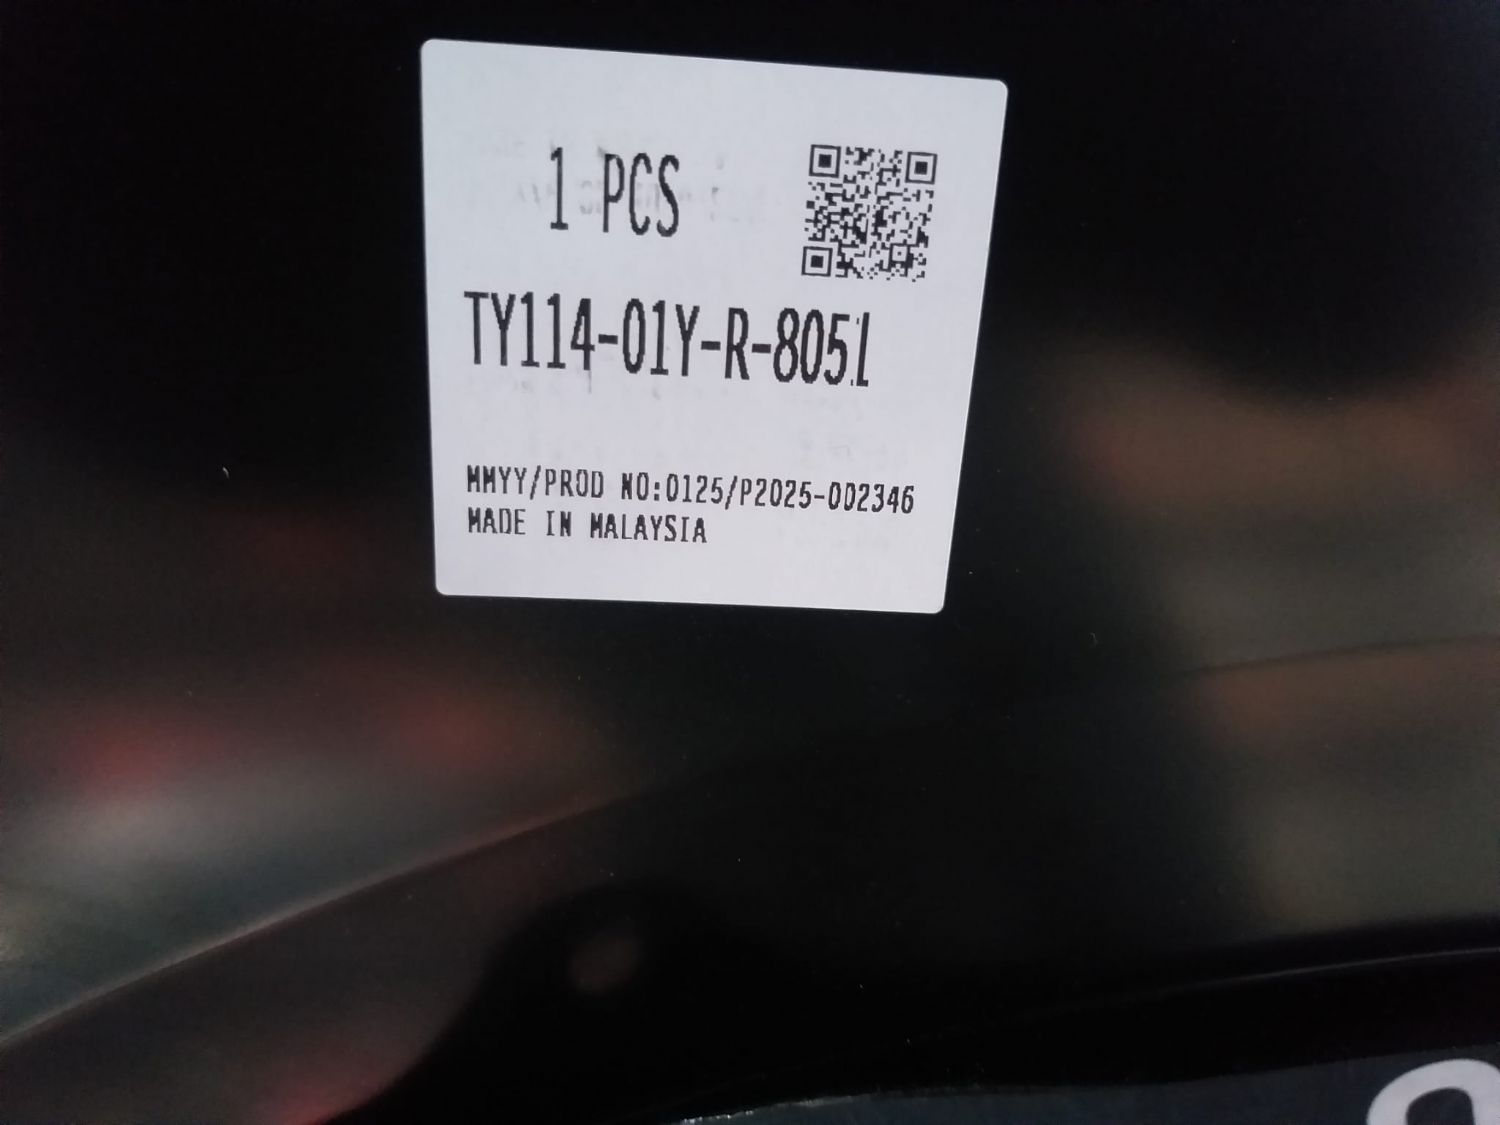 1 PCS
TY114-01Y-R-8051
MMYY/PROD NO:0125/P2025-002346
MADE IN MALAYSIA